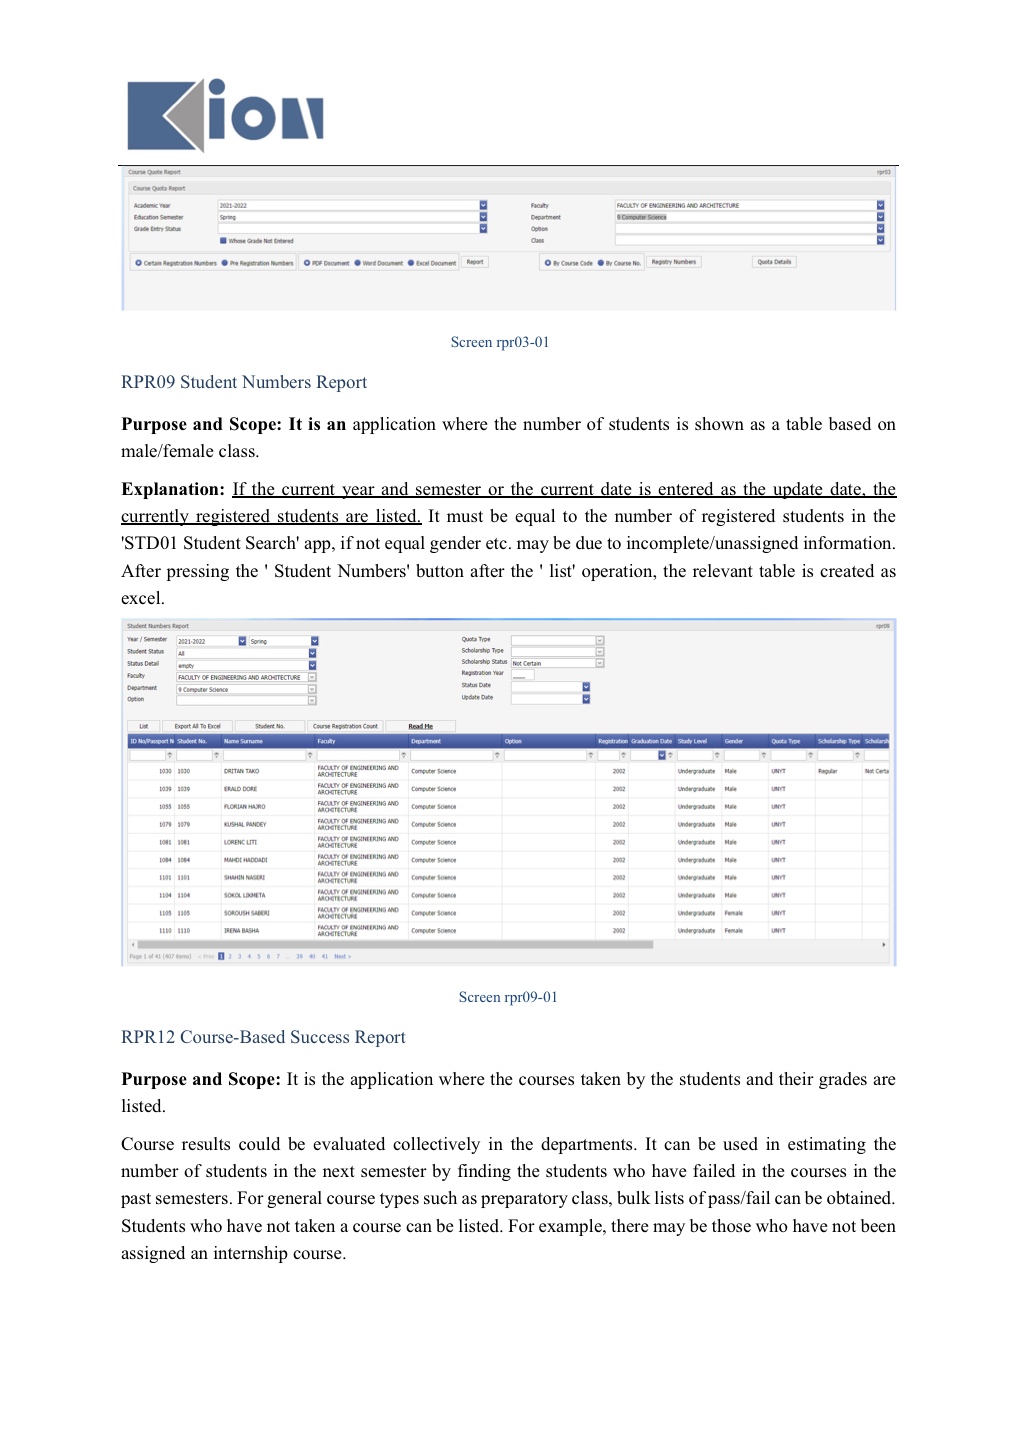 Kion
Course Quota Report rpr03
Course Quota Report
Academic Year 2021-2022 Faculty FACULTY OF ENGINEERING AND ARCHITECTURE
Education Semester Spring Department 9 Computer Science
Grade Entry Status Option
Whose Grade Not Entered Class
Certain Registration Numbers Pre Registration Numbers PDF Document Word Document Excel Document Report By Course Code By Course No. Registry Numbers Quota Details
Screen rpr03-01
RPR09 Student Numbers Report
Purpose and Scope: It is an application where the number of students is shown as a table based on
male/female class.
Explanation: If the current year and semester or the current date is entered as the update date, the
currently registered students are listed. It must be equal to the number of registered students in the
'STD01 Student Search' app, if not equal gender etc. may be due to incomplete/unassigned information.
After pressing the ' Student Numbers' button after the ' list' operation, the relevant table is created as
excel.
Student Numbers Report rpr09
Year / Semester 2021-2022 Spring Quota Type
Student Status All Scholarship Type
Status Detail empty Scholarship Status Not Certain
Faculty FACULTY OF ENGINEERING AND ARCHITECTURE Registration Year
Department 9 Computer Science Status Date
Option Update Date
List Export All To Excel Student No. Course Registration Count Read Me
ID No/Passport N Student No. Name Surname Faculty Department Option Registration Graduation Date Study Level Gender Quota Type Scholarship Type Scholarsh
1030 1030 DRITAN TAKO FACULTY OF ENGINEERING AND ARCHITECTURE Computer Science 2002 Undergraduate Male UNYT Regular Not Certa
1039 1039 ERALD DORE FACULTY OF ENGINEERING AND ARCHITECTURE Computer Science 2002 Undergraduate Male UNYT
1055 1055 FLORIAN HAJRO FACULTY OF ENGINEERING AND ARCHITECTURE Computer Science 2002 Undergraduate Male UNYT
1079 1079 KUSHAL PANDEY FACULTY OF ENGINEERING AND ARCHITECTURE Computer Science 2002 Undergraduate Male UNYT
1081 1081 LORENC LITI FACULTY OF ENGINEERING AND ARCHITECTURE Computer Science 2002 Undergraduate Male UNYT
1084 1084 MAHDI HADDADI FACULTY OF ENGINEERING AND ARCHITECTURE Computer Science 2002 Undergraduate Male UNYT
1101 1101 SHAHIN NASERI FACULTY OF ENGINEERING AND ARCHITECTURE Computer Science 2002 Undergraduate Male UNYT
1104 1104 SOKOL LIKMETA FACULTY OF ENGINEERING AND ARCHITECTURE Computer Science 2002 Undergraduate Male UNYT
1105 1105 SOROUSH SABERI FACULTY OF ENGINEERING AND ARCHITECTURE Computer Science 2002 Undergraduate Female UNYT
1110 1110 IRENA BASHA FACULTY OF ENGINEERING AND ARCHITECTURE Computer Science 2002 Undergraduate Female UNYT
Page 1 of 41 (407 items) < Prev 1 2 3 4 5 6 7 ... 39 40 41 Next >
Screen rpr09-01
RPR12 Course-Based Success Report
Purpose and Scope: It is the application where the courses taken by the students and their grades are
listed.
Course results could be evaluated collectively in the departments. It can be used in estimating the
number of students in the next semester by finding the students who have failed in the courses in the
past semesters. For general course types such as preparatory class, bulk lists of pass/fail can be obtained.
Students who have not taken a course can be listed. For example, there may be those who have not been
assigned an internship course.